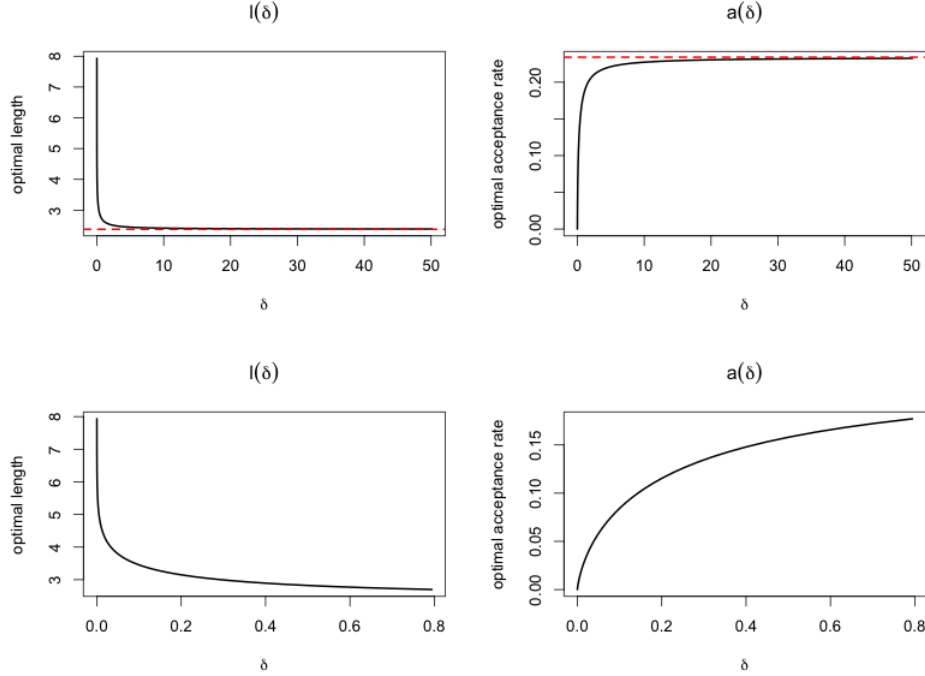 l(δ)
optimal length
8
7
6
5
4
3
0 10 20 30 40 50
δ
a(δ)
optimal acceptance rate
0.20
0.10
0.00
0 10 20 30 40 50
δ
l(δ)
optimal length
8
7
6
5
4
3
0.0 0.2 0.4 0.6 0.8
δ
a(δ)
optimal acceptance rate
0.15
0.10
0.05
0.00
0.0 0.2 0.4 0.6 0.8
δ